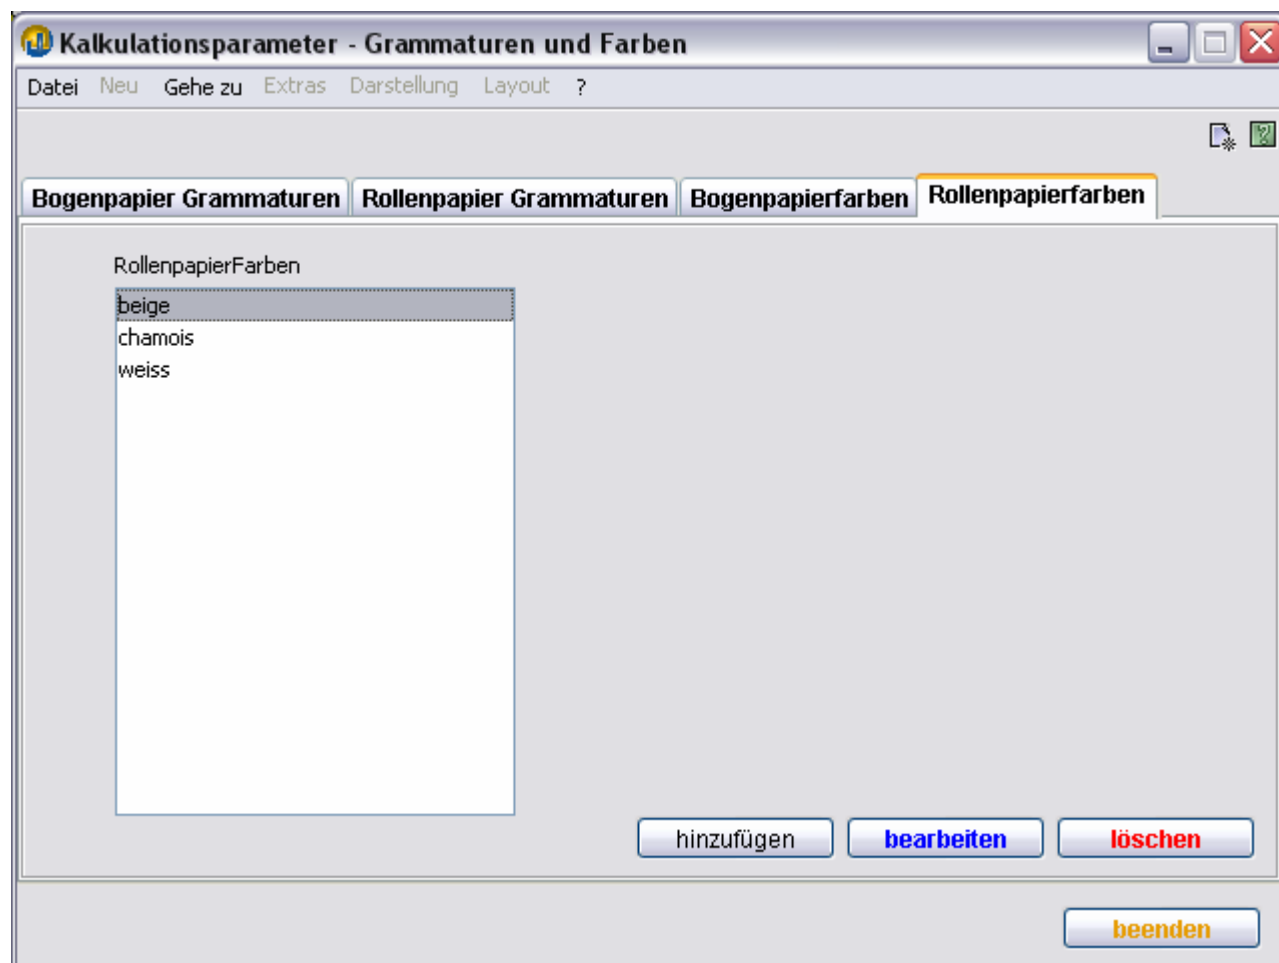 Kalkulationsparameter - Grammaturen und Farben
Datei Neu Gehe zu Extras Darstellung Layout ?
Bogenpapier Grammaturen Rollenpapier Grammaturen Bogenpapierfarben Rollenpapierfarben
RollenpapierFarben
beige
chamois
weiss
hinzufügen bearbeiten löschen
beenden